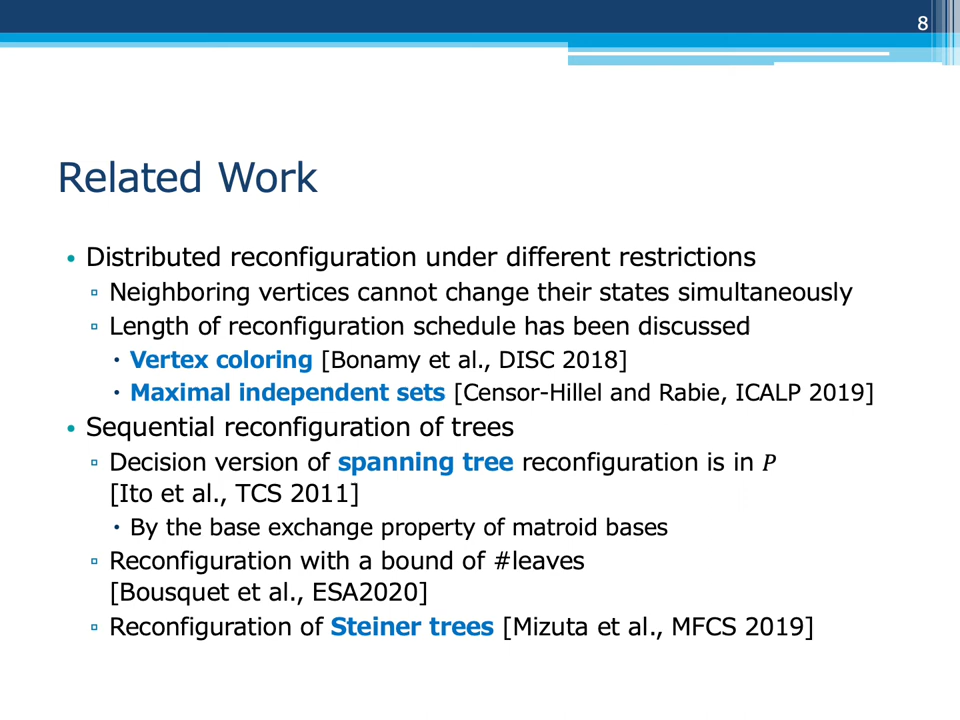 8
Related Work
• Distributed reconfiguration under different restrictions
▫ Neighboring vertices cannot change their states simultaneously
▫ Length of reconfiguration schedule has been discussed
▪ Vertex coloring [Bonamy et al., DISC 2018]
▪ Maximal independent sets [Censor-Hillel and Rabie, ICALP 2019]
• Sequential reconfiguration of trees
▫ Decision version of spanning tree reconfiguration is in P
[Ito et al., TCS 2011]
▪ By the base exchange property of matroid bases
▫ Reconfiguration with a bound of #leaves
[Bousquet et al., ESA2020]
▫ Reconfiguration of Steiner trees [Mizuta et al., MFCS 2019]